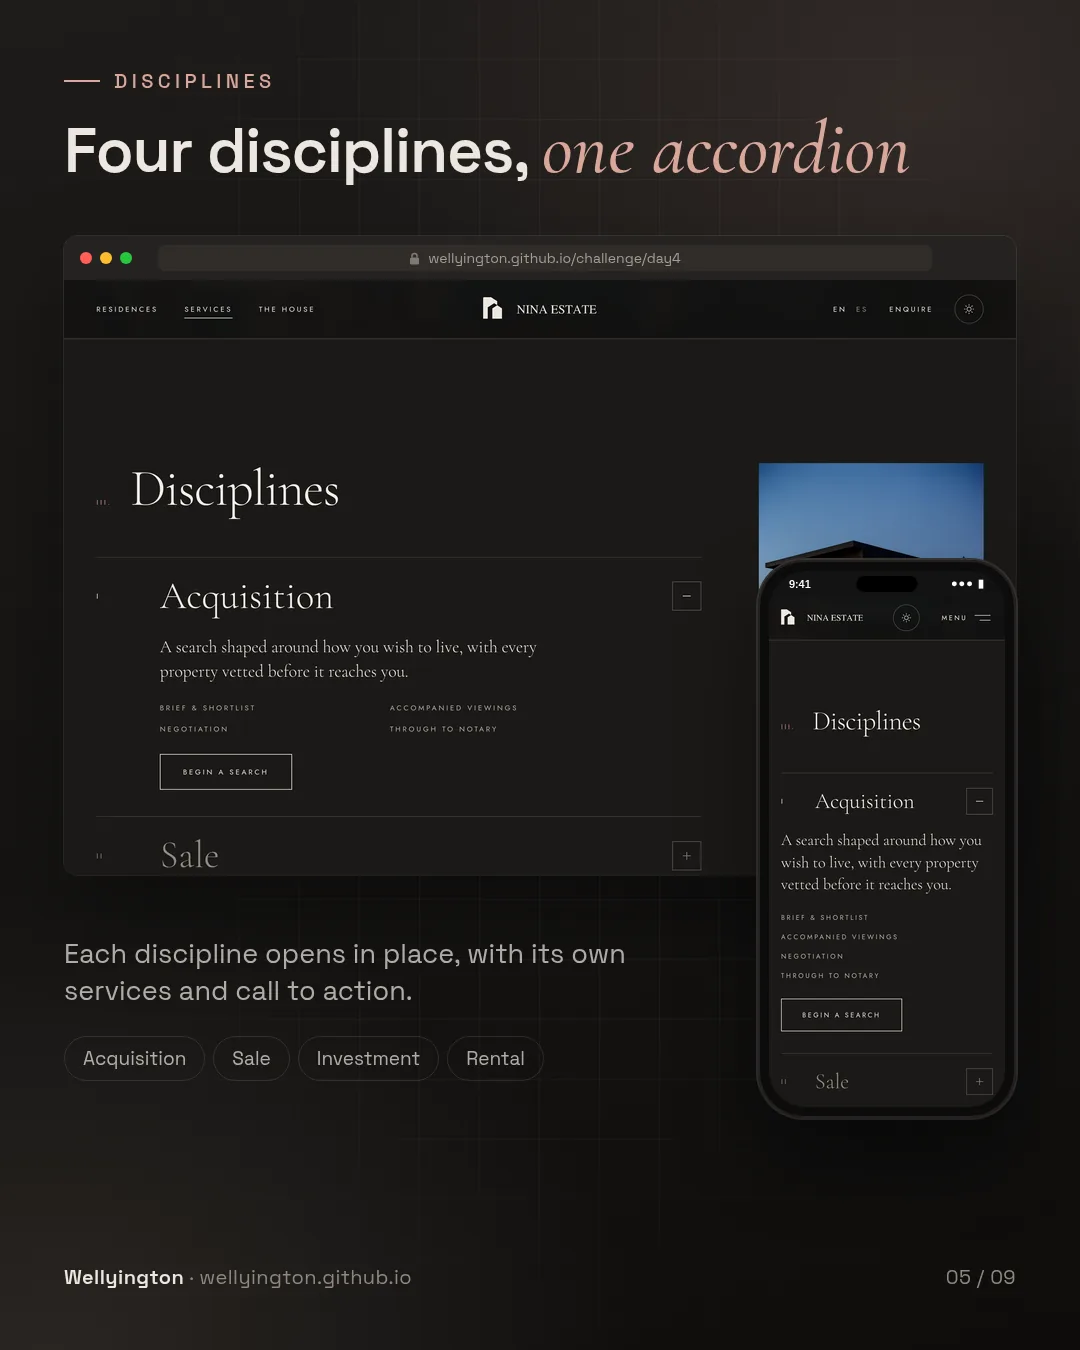 DISCIPLINES
Four disciplines, one accordion
wellyington.github.io/challenge/day4
RESIDENCES SERVICES THE HOUSE NINA ESTATE EN ES ENQUIRE
III. Disciplines
I Acquisition −
A search shaped around how you wish to live, with every
property vetted before it reaches you.
BRIEF & SHORTLIST ACCOMPANIED VIEWINGS
NEGOTIATION THROUGH TO NOTARY
BEGIN A SEARCH
II Sale +
9:41
NINA ESTATE MENU
III. Disciplines
I Acquisition −
A search shaped around how you
wish to live, with every property
vetted before it reaches you.
BRIEF & SHORTLIST
ACCOMPANIED VIEWINGS
NEGOTIATION
THROUGH TO NOTARY
BEGIN A SEARCH
II Sale +
Each discipline opens in place, with its own
services and call to action.
Acquisition Sale Investment Rental
Wellyington · wellyington.github.io 05 / 09